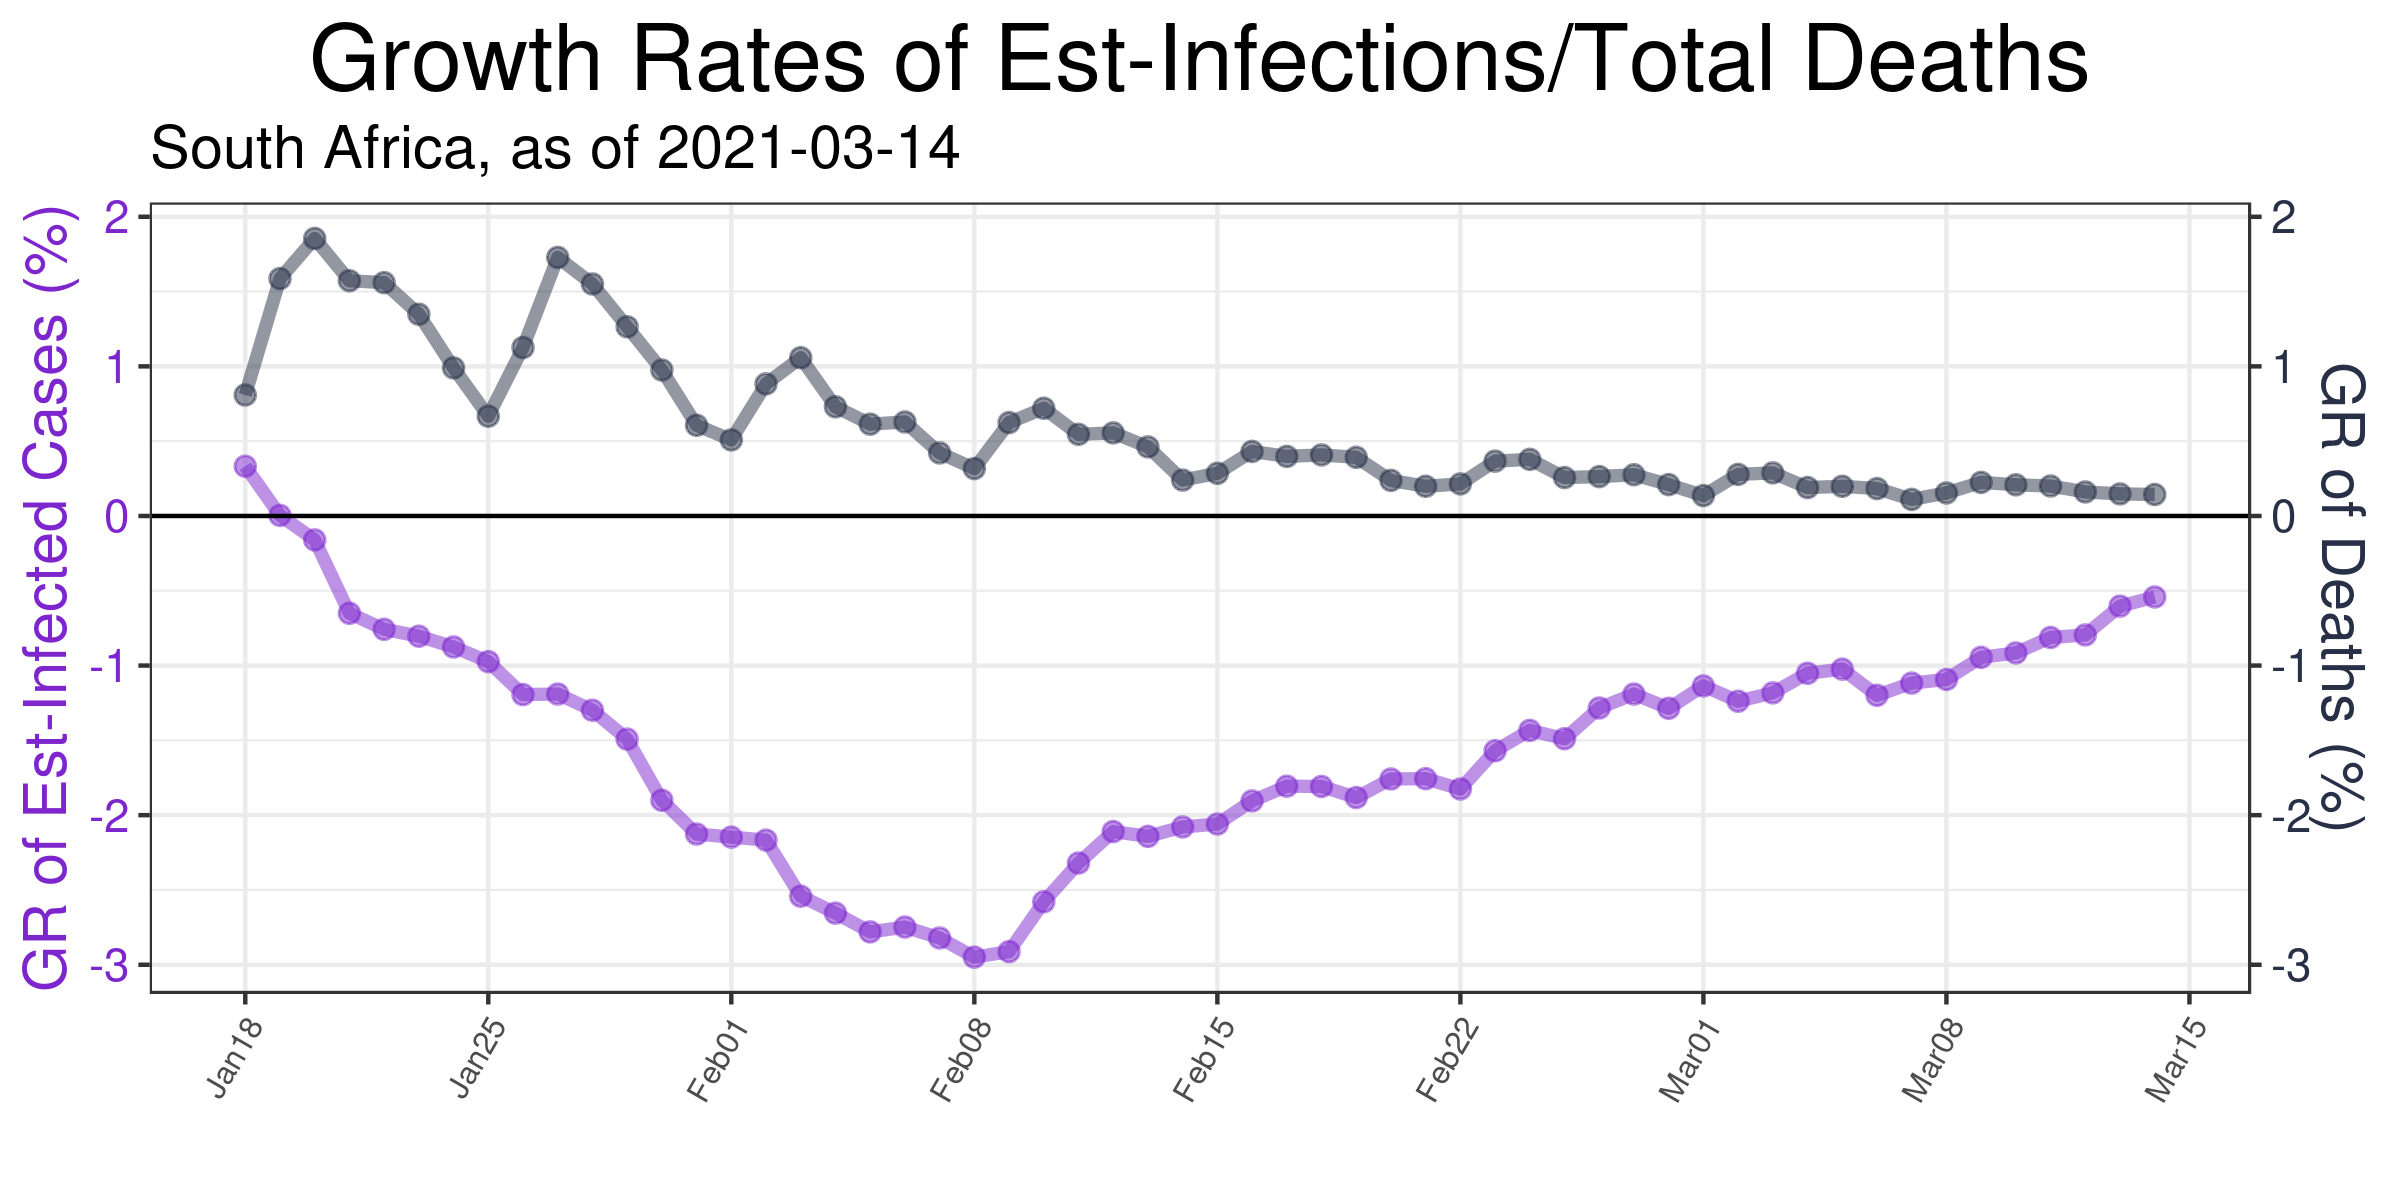 Growth Rates of Est-Infections/Total Deaths
South Africa, as of 2021-03-14
GR of Est-Infected Cases (%)
2
1
0
-1
-2
-3
2
1
0
-1
-2
-3
GR of Deaths (%)
Jan18
Jan25
Feb01
Feb08
Feb15
Feb22
Mar01
Mar08
Mar15